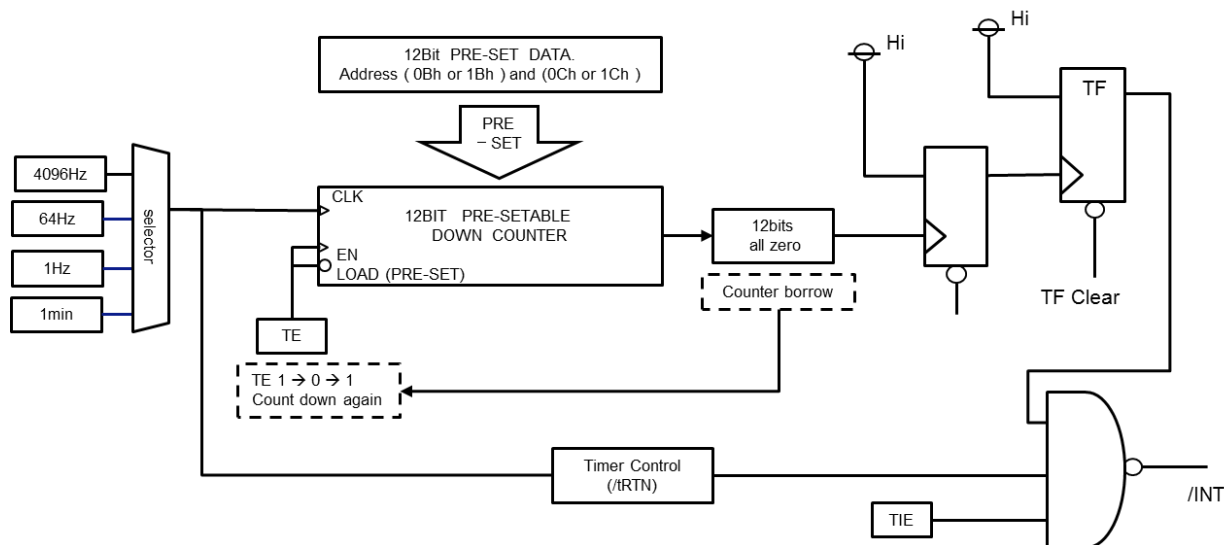 12Bit PRE-SET DATA.
Address ( 0Bh or 1Bh ) and (0Ch or 1Ch )
PRE
– SET
Hi
Hi
TF
4096Hz
64Hz
1Hz
1min
selector
CLK
12BIT PRE-SETABLE
DOWN COUNTER
EN
LOAD (PRE-SET)
12bits
all zero
Counter borrow
TF Clear
TE
TE 1 → 0 → 1
Count down again
Timer Control
(/tRTN)
TIE
/INT